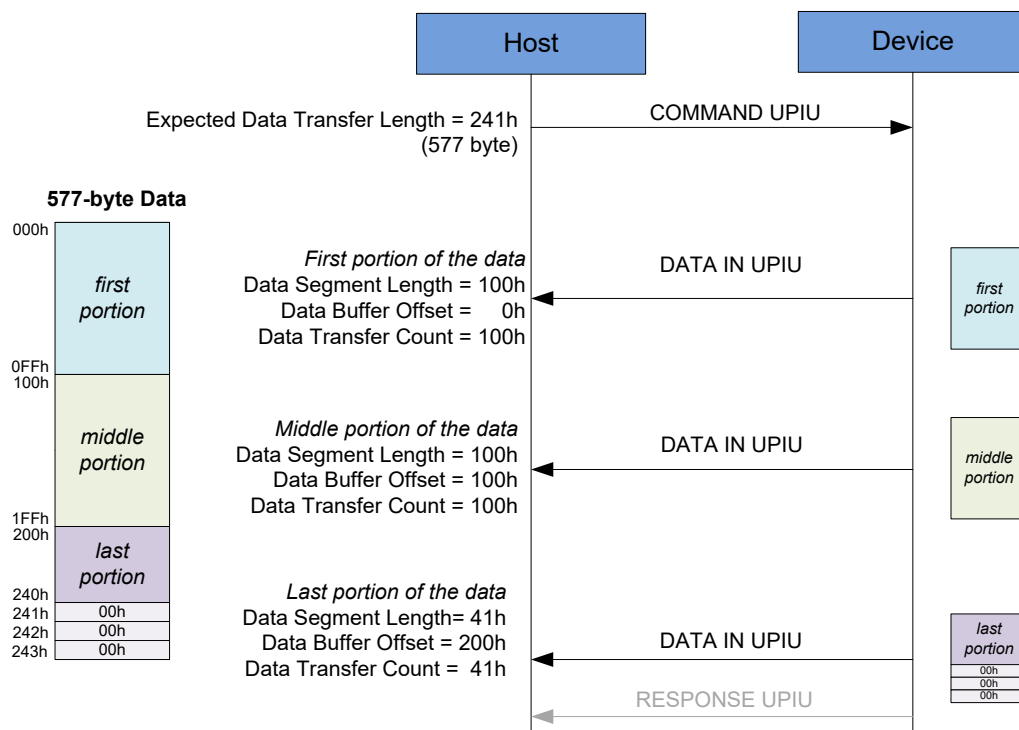 Host
Device
Expected Data Transfer Length = 241h
(577 byte)
COMMAND UPIU
577-byte Data
000h
first
portion
0FFh
100h
middle
portion
1FFh
200h
last
portion
240h
241h
00h
242h
00h
243h
00h
First portion of the data
Data Segment Length = 100h
Data Buffer Offset = 0h
Data Transfer Count = 100h
DATA IN UPIU
first
portion
Middle portion of the data
Data Segment Length = 100h
Data Buffer Offset = 100h
Data Transfer Count = 100h
DATA IN UPIU
middle
portion
Last portion of the data
Data Segment Length= 41h
Data Buffer Offset = 200h
Data Transfer Count = 41h
DATA IN UPIU
last
portion
00h
00h
00h
RESPONSE UPIU